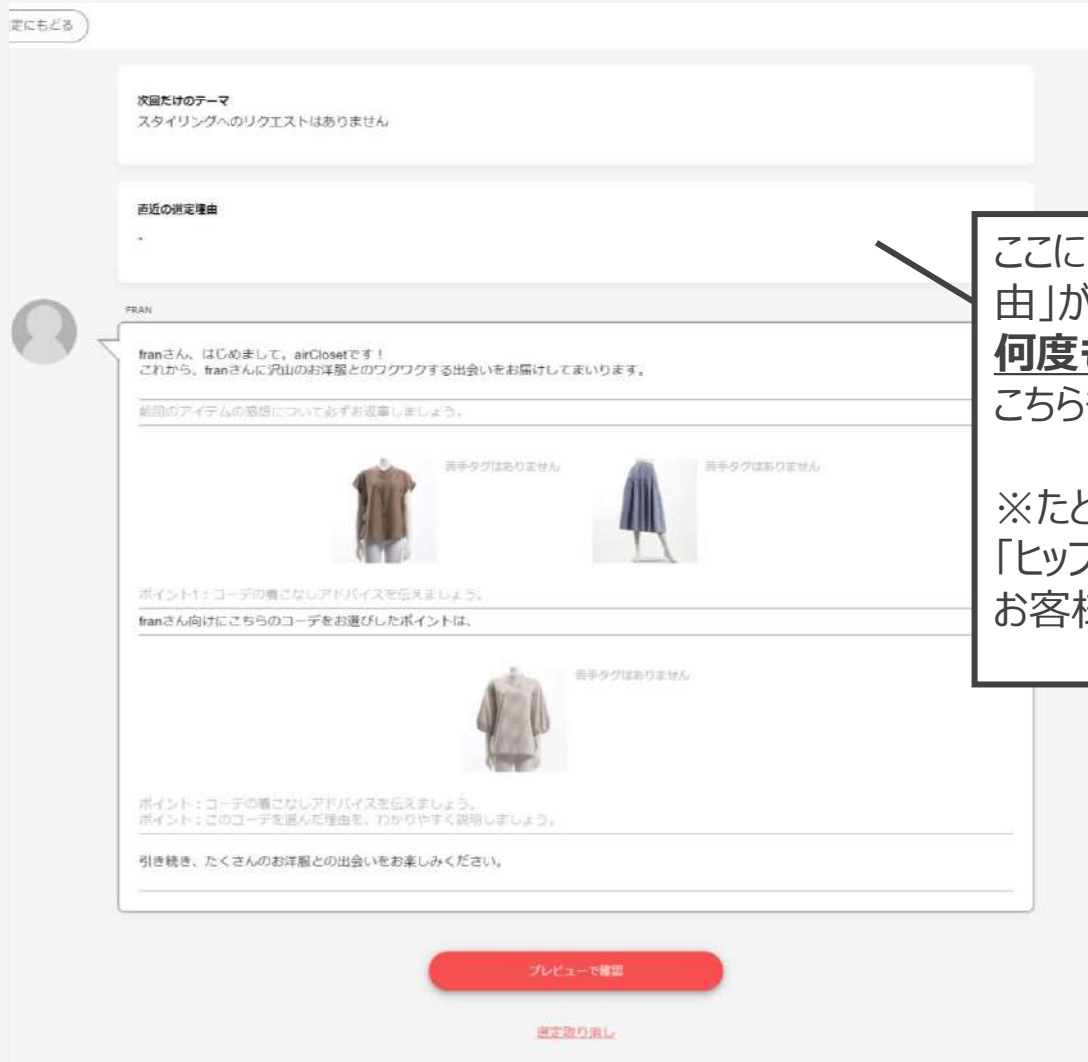 定にもどる
次回だけのテーマ
スタイリングへのリクエストはありません
直近の選定理由
-
FRAN
franさん、はじめまして。airClosetです！
これから、franさんに沢山のお洋服とのワクワクする出会いをお届けしてまいります。
前回のアイテムの感想について必ずお返事しましょう。
苦手タグはありません
苦手タグはありません
ポイント1：コーデの着こなしアドバイスを伝えましょう。
franさん向けにこちらのコーデをお選びしたポイントは、
苦手タグはありません
ポイント：コーデの着こなしアドバイスを伝えましょう。
ポイント：このコーデを選んだ理由を、わかりやすく説明しましょう。
引き続き、たくさんのお洋服との出会いをお楽しみください。
プレビューで確認
選定取り消し
ここに
由」が
何度
こちら
※たと
「ヒップ
お客様